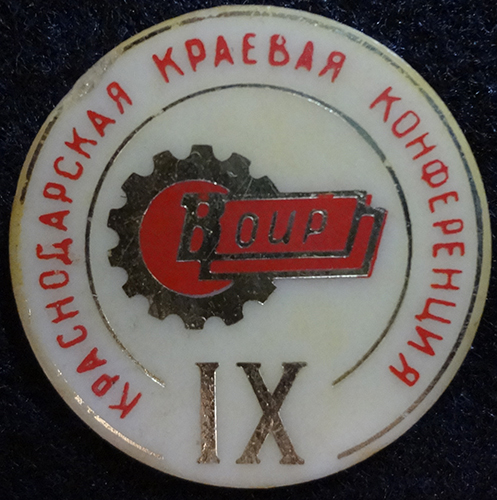 КРАСНОДАРСКАЯ КРАЕВАЯ КОНФЕРЕНЦИЯ
ВОИР
IX